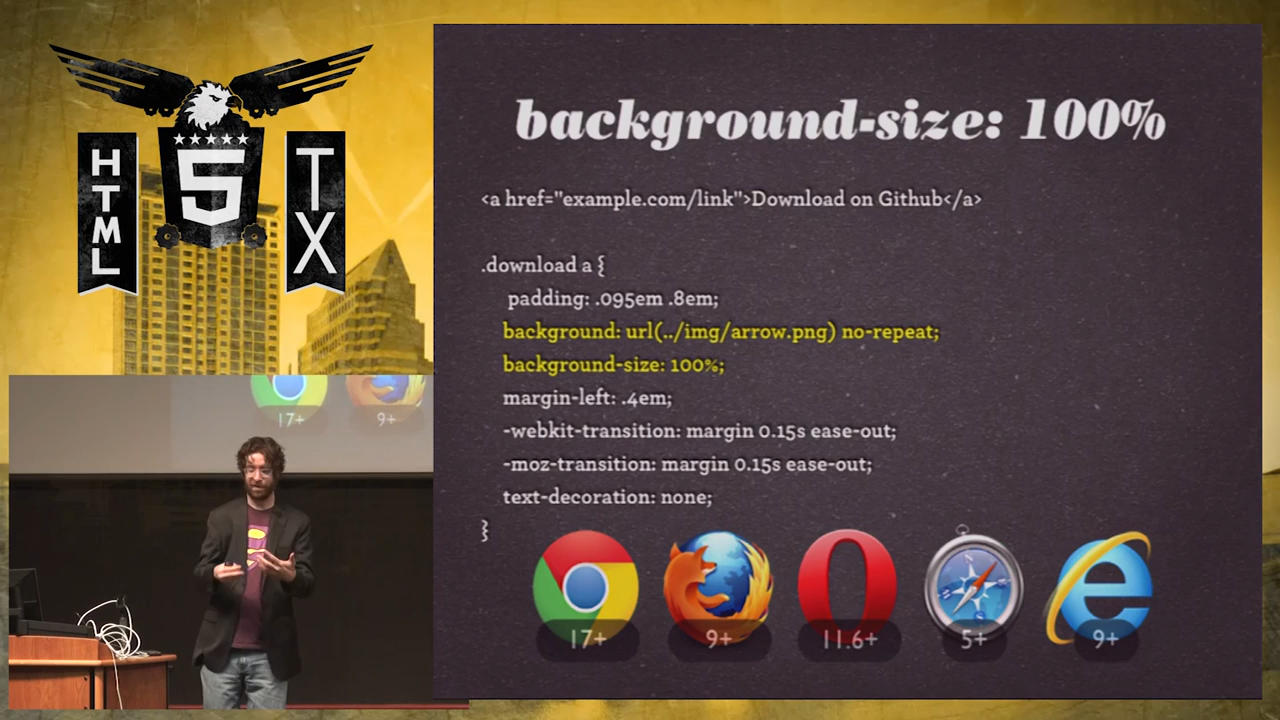 HTML
5
TX
background-size: 100%
<a href="example.com/link">Download on Github</a>
.download a {
padding: .095em .8em;
background: url(../img/arrow.png) no-repeat;
background-size: 100%;
margin-left: .4em;
-webkit-transition: margin 0.15s ease-out;
-moz-transition: margin 0.15s ease-out;
text-decoration: none;
}
17+ 9+ 11.6+ 5+ 9+
17+ 9+